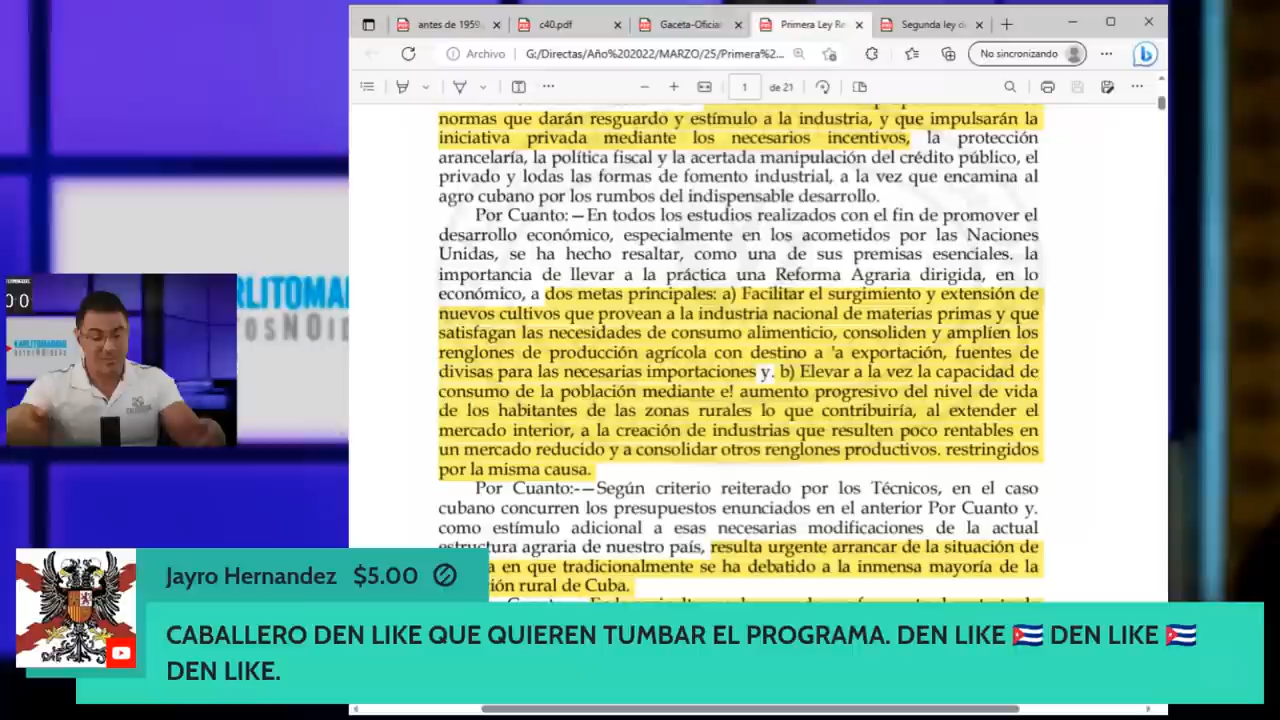 antes de 1959.
c40.pdf
Gaceta-Oficia
Primera Ley Re
Segunda ley d
Archivo
G:/Directas/Año%202022/MARZO/25/Primera%2...
No sincronizando
1
de 21
normas que darán resguardo y estímulo a la industria, y que impulsarán la
iniciativa privada mediante los necesarios incentivos, la protección
arancelaría, la política fiscal y la acertada manipulación del crédito público, el
privado y lodas las formas de fomento industrial, a la vez que encamina al
agro cubano por los rumbos del indispensable desarrollo.
Por Cuanto:—En todos los estudios realizados con el fin de promover el
desarrollo económico, especialmente en los acometidos por las Naciones
Unidas, se ha hecho resaltar, como una de sus premisas esenciales. la
importancia de llevar a la práctica una Reforma Agraria dirigida, en lo
económico, a dos metas principales: a) Facilitar el surgimiento y extensión de
nuevos cultivos que provean a la industria nacional de materias primas y que
satisfagan las necesidades de consumo alimenticio, consoliden y amplíen los
renglones de producción agrícola con destino a 'a exportación, fuentes de
divisas para las necesarias importaciones y. b) Elevar a la vez la capacidad de
consumo de la población mediante e! aumento progresivo del nivel de vida
de los habitantes de las zonas rurales lo que contribuiría, al extender el
mercado interior, a la creación de industrias que resulten poco rentables en
un mercado reducido y a consolidar otros renglones productivos. restringidos
por la misma causa.
Por Cuanto:-—Según criterio reiterado por los Técnicos, en el caso
cubano concurren los presupuestos enunciados en el anterior Por Cuanto y.
como estímulo adicional a esas necesarias modificaciones de la actual
estructura agraria de nuestro país, resulta urgente arrancar de la situación de
en que tradicionalmente se ha debatido a la inmensa mayoría de la
ción rural de Cuba.
RLITOMA
TOSNOID
00
Jayro Hernandez $5.00
CABALLERO DEN LIKE QUE QUIEREN TUMBAR EL PROGRAMA. DEN LIKE 🇨🇺 DEN LIKE 🇨🇺
DEN LIKE.